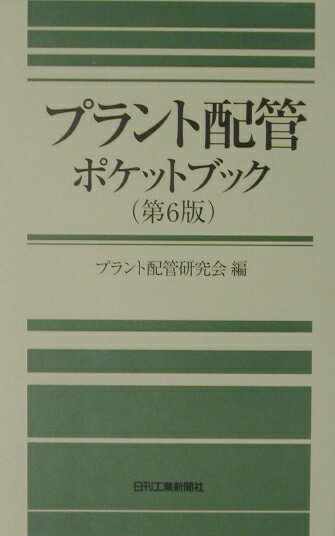 プラント配管
ポケットブック
(第6版)
プラント配管研究会 編
日刊工業新聞社